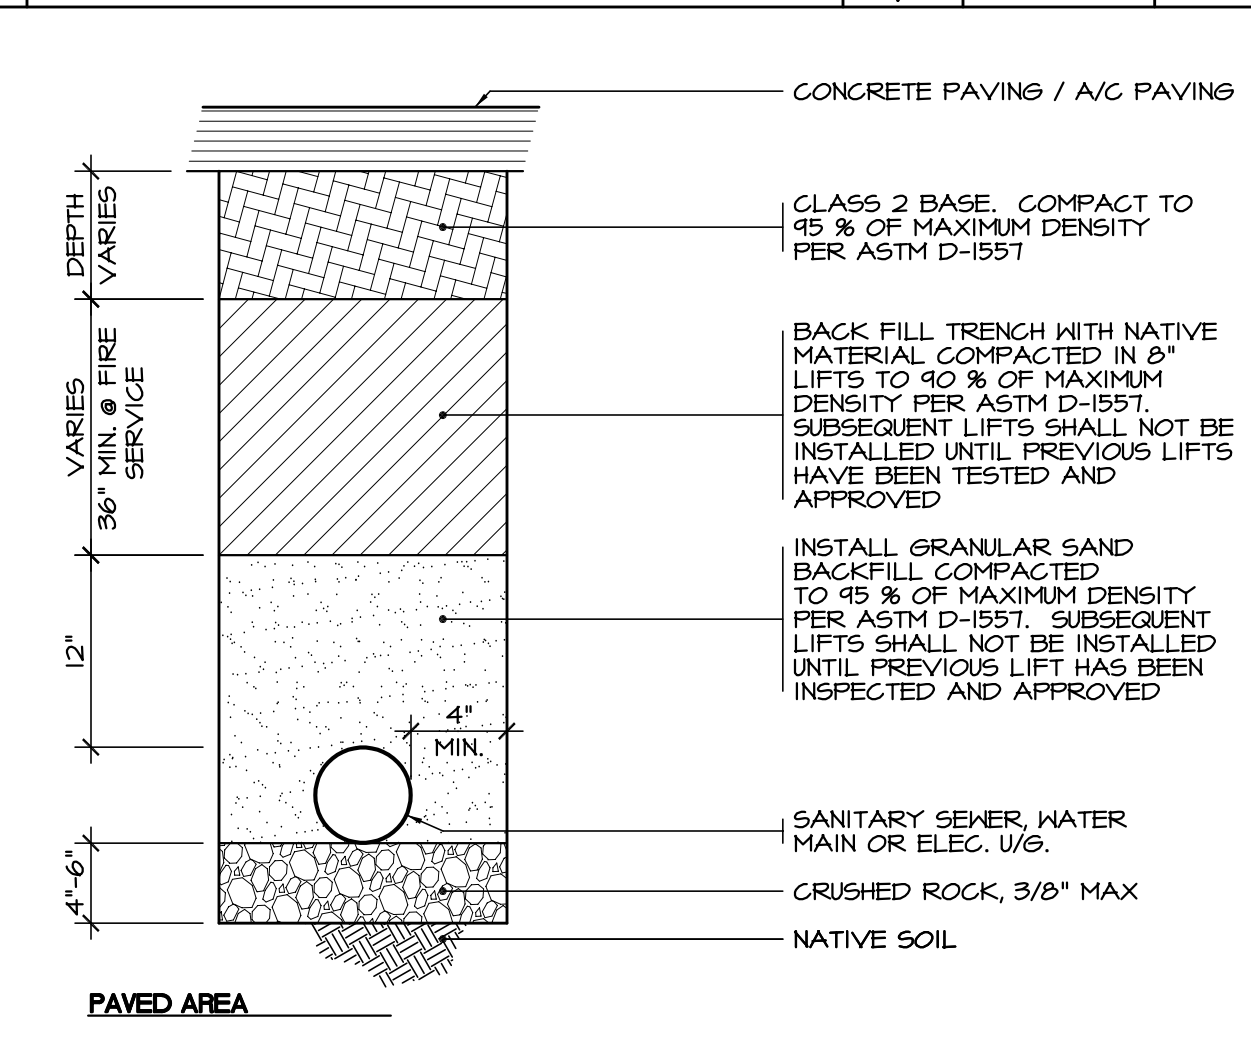 CONCRETE PAVING / A/C PAVING
CLASS 2 BASE. COMPACT TO
95 % OF MAXIMUM DENSITY
PER ASTM D-1557
DEPTH
VARIES
BACK FILL TRENCH WITH NATIVE
MATERIAL COMPACTED IN 8"
LIFTS TO 90 % OF MAXIMUM
DENSITY PER ASTM D-1557.
SUBSEQUENT LIFTS SHALL NOT BE
INSTALLED UNTIL PREVIOUS LIFTS
HAVE BEEN TESTED AND
APPROVED
VARIES
36" MIN. @ FIRE
SERVICE
INSTALL GRANULAR SAND
BACKFILL COMPACTED
TO 95 % OF MAXIMUM DENSITY
PER ASTM D-1557. SUBSEQUENT
LIFTS SHALL NOT BE INSTALLED
UNTIL PREVIOUS LIFT HAS BEEN
INSPECTED AND APPROVED
12"
4"
MIN.
SANITARY SEWER, WATER
MAIN OR ELEC. U/G.
4"-6"
CRUSHED ROCK, 3/8" MAX
NATIVE SOIL
PAVED AREA